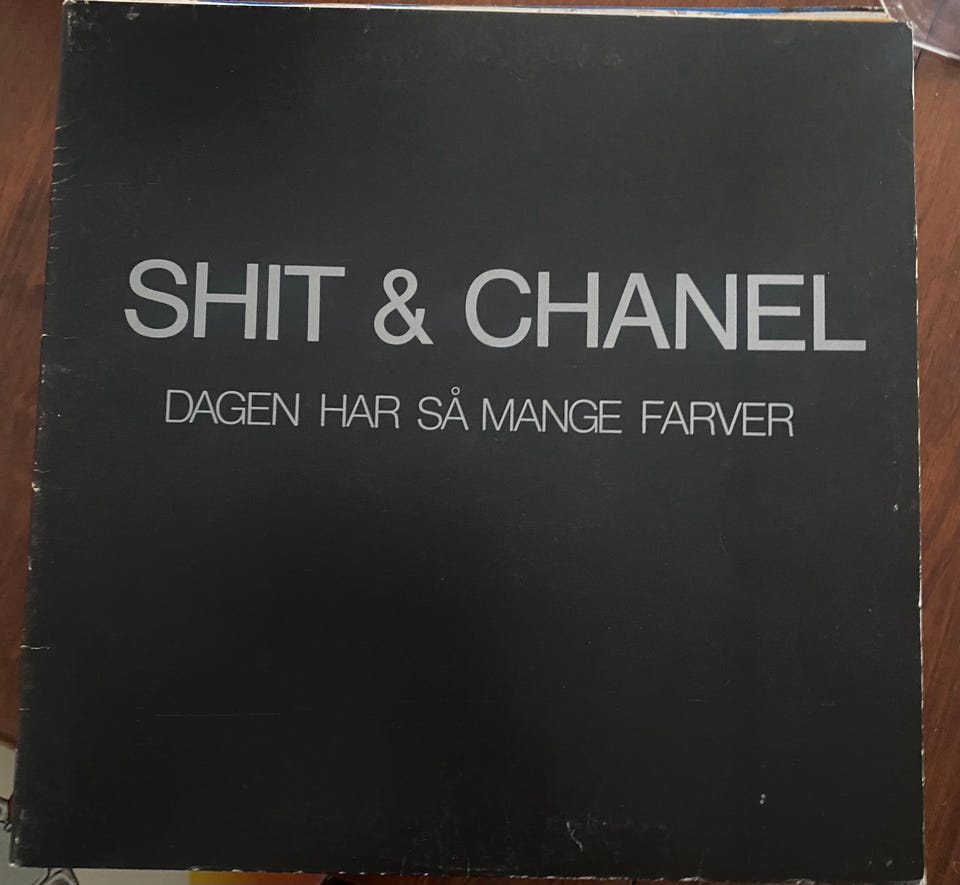 SHIT & CHANEL
DAGEN HAR SÅ MANGE FARVER